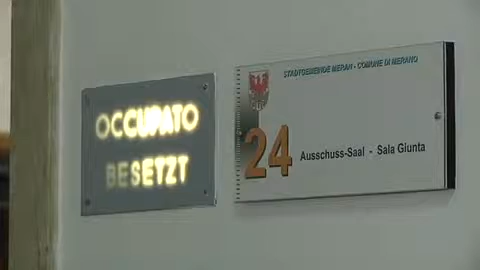 OCCUPATO
BESETZT
STADTGEMEINDE MERAN - COMUNE DI MERANO
24
Ausschuss-Saal - Sala Giunta